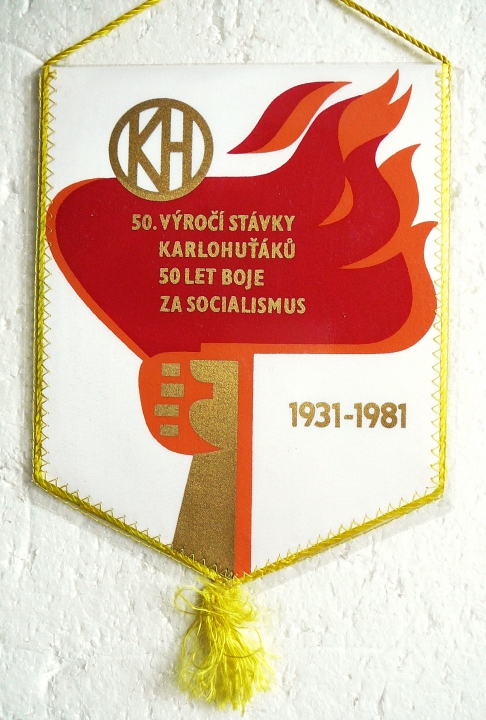 KH
50. VÝROČÍ STÁVKY
KARLOHUŤÁKŮ
50 LET BOJE
ZA SOCIALISMUS
1931-1981